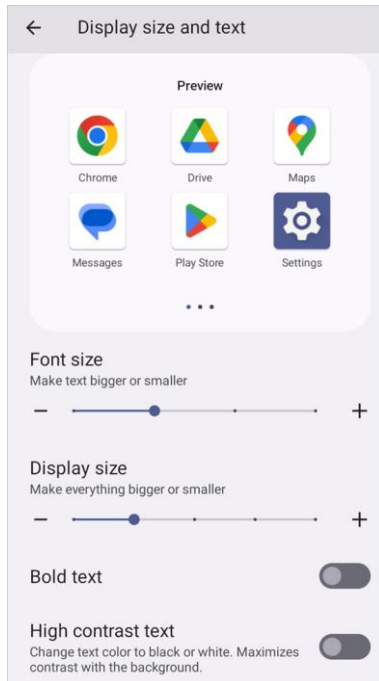 Display size and text
Preview
Chrome Drive Maps
Messages Play Store Settings
Font size
Make text bigger or smaller
Display size
Make everything bigger or smaller
Bold text
High contrast text
Change text color to black or white. Maximizes
contrast with the background.